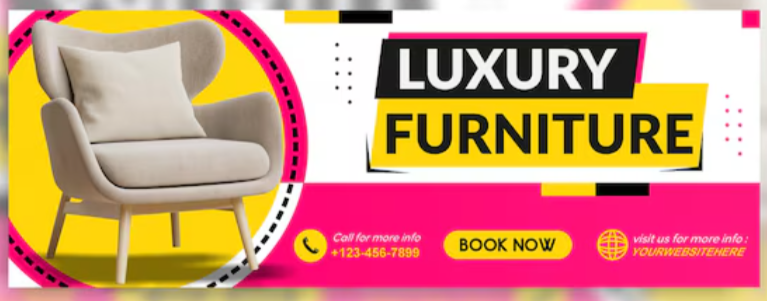 LUXURY
FURNITURE
Call for more info
+123-456-7899
BOOK NOW
visit us for more info :
YOURWEBSITEHERE